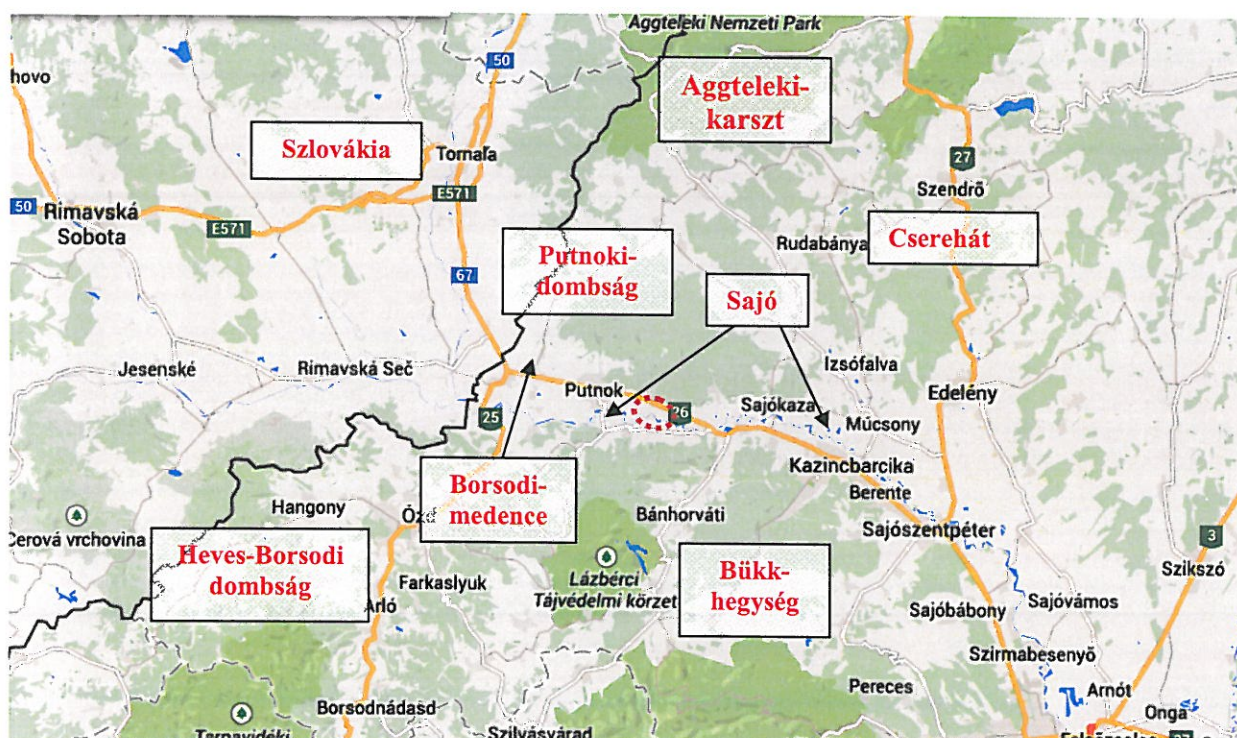 Aggteleki Nemzeti Park
50
hovo
Aggteleki-
karszt
Szlovákia
Tornaľa
27
E571
Szendrő
50
Rimavská
Sobota
E571
Cserehát
Rudabánya
Putnoki-
dombság
67
Sajó
Izsófalva
Jesenské
Rimavská Seč
Putnok
Edelény
25
26
Sajókaza
Múcsony
Kazincbarcika
Borsodi-
medence
Berente
Hangony
Bánhorváti
Sajószentpéter
Cerová vrchovina
3
Szikszó
Heves-Borsodi
dombság
Farkaslyuk
Lázbérci
Tájvédelmi körzet
Bükk-
hegység
Arló
Sajóbábony
Sajóvámos
Szirmabesenyő
Pereces
Arnót
Borsodnádasd
Onga
Szilvásvárad